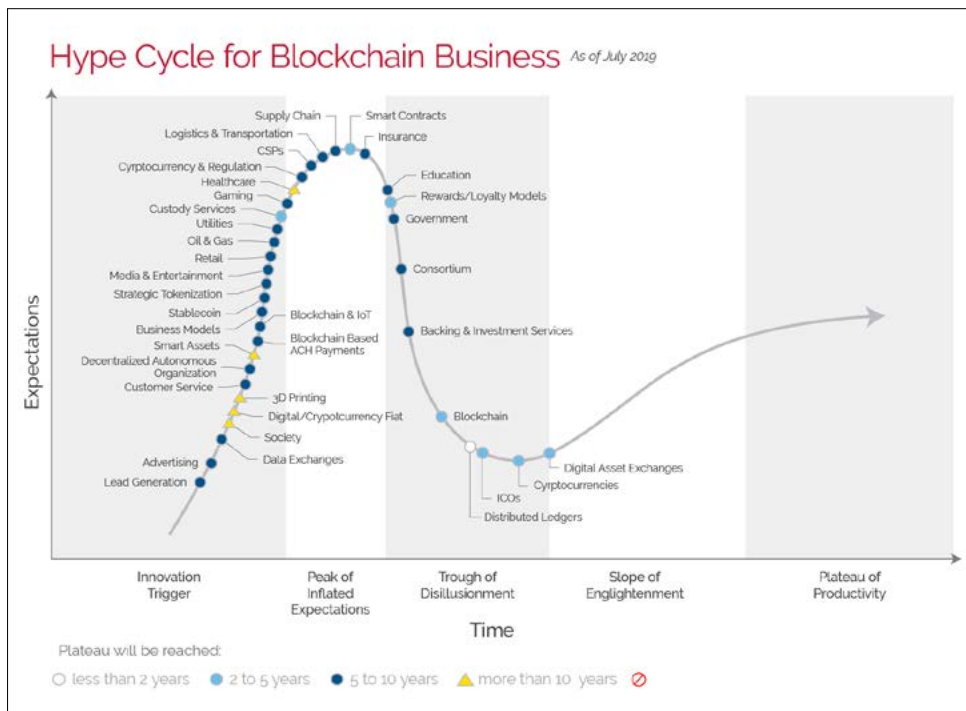 Hype Cycle for Blockchain Business As of July 2019
Expectations
Supply Chain
Smart Contracts
Logistics & Transportation
Insurance
CSPs
Cyrptocurrency & Regulation
Healthcare
Gaming
Custody Services
Utilities
Oil & Gas
Retail
Media & Entertainment
Strategic Tokenization
Stablecoin
Business Models
Smart Assets
Decentralized Autonomous
Organization
Customer Service
Advertising
Lead Generation
Blockchain & IoT
Blockchain Based
ACH Payments
3D Printing
Digital/Crypotcurrency Fiat
Society
Data Exchanges
Education
Rewards/Loyalty Models
Government
Consortium
Backing & Investment Services
Blockchain
Digital Asset Exchanges
Cyrptocurrencies
ICOs
Distributed Ledgers
Innovation
Trigger
Peak of
Inflated
Expectations
Trough of
Disillusionment
Slope of
Englightenment
Plateau of
Productivity
Time
Plateau will be reached:
less than 2 years
2 to 5 years
5 to 10 years
more than 10 years